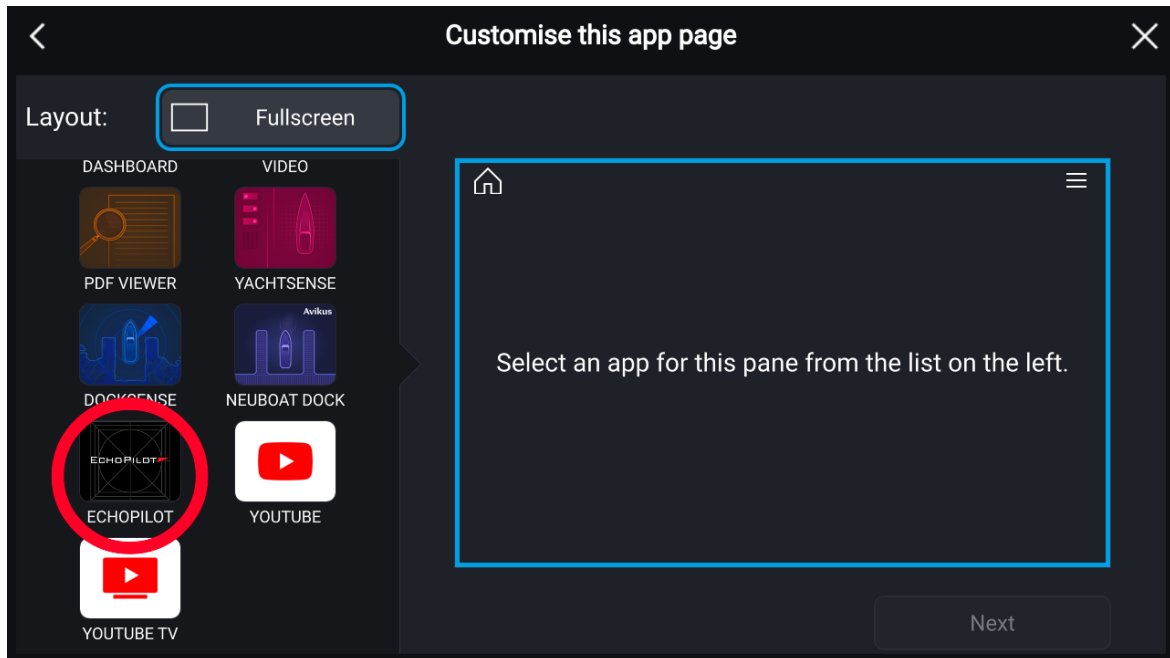 Customise this app page
Layout:
Fullscreen
DASHBOARD
VIDEO
PDF VIEWER
YACHTSENSE
Avikus
DOCKSENSE
NEUBOAT DOCK
ECHOPILOT
ECHOPILOT
YOUTUBE
YOUTUBE TV
Select an app for this pane from the list on the left.
Next